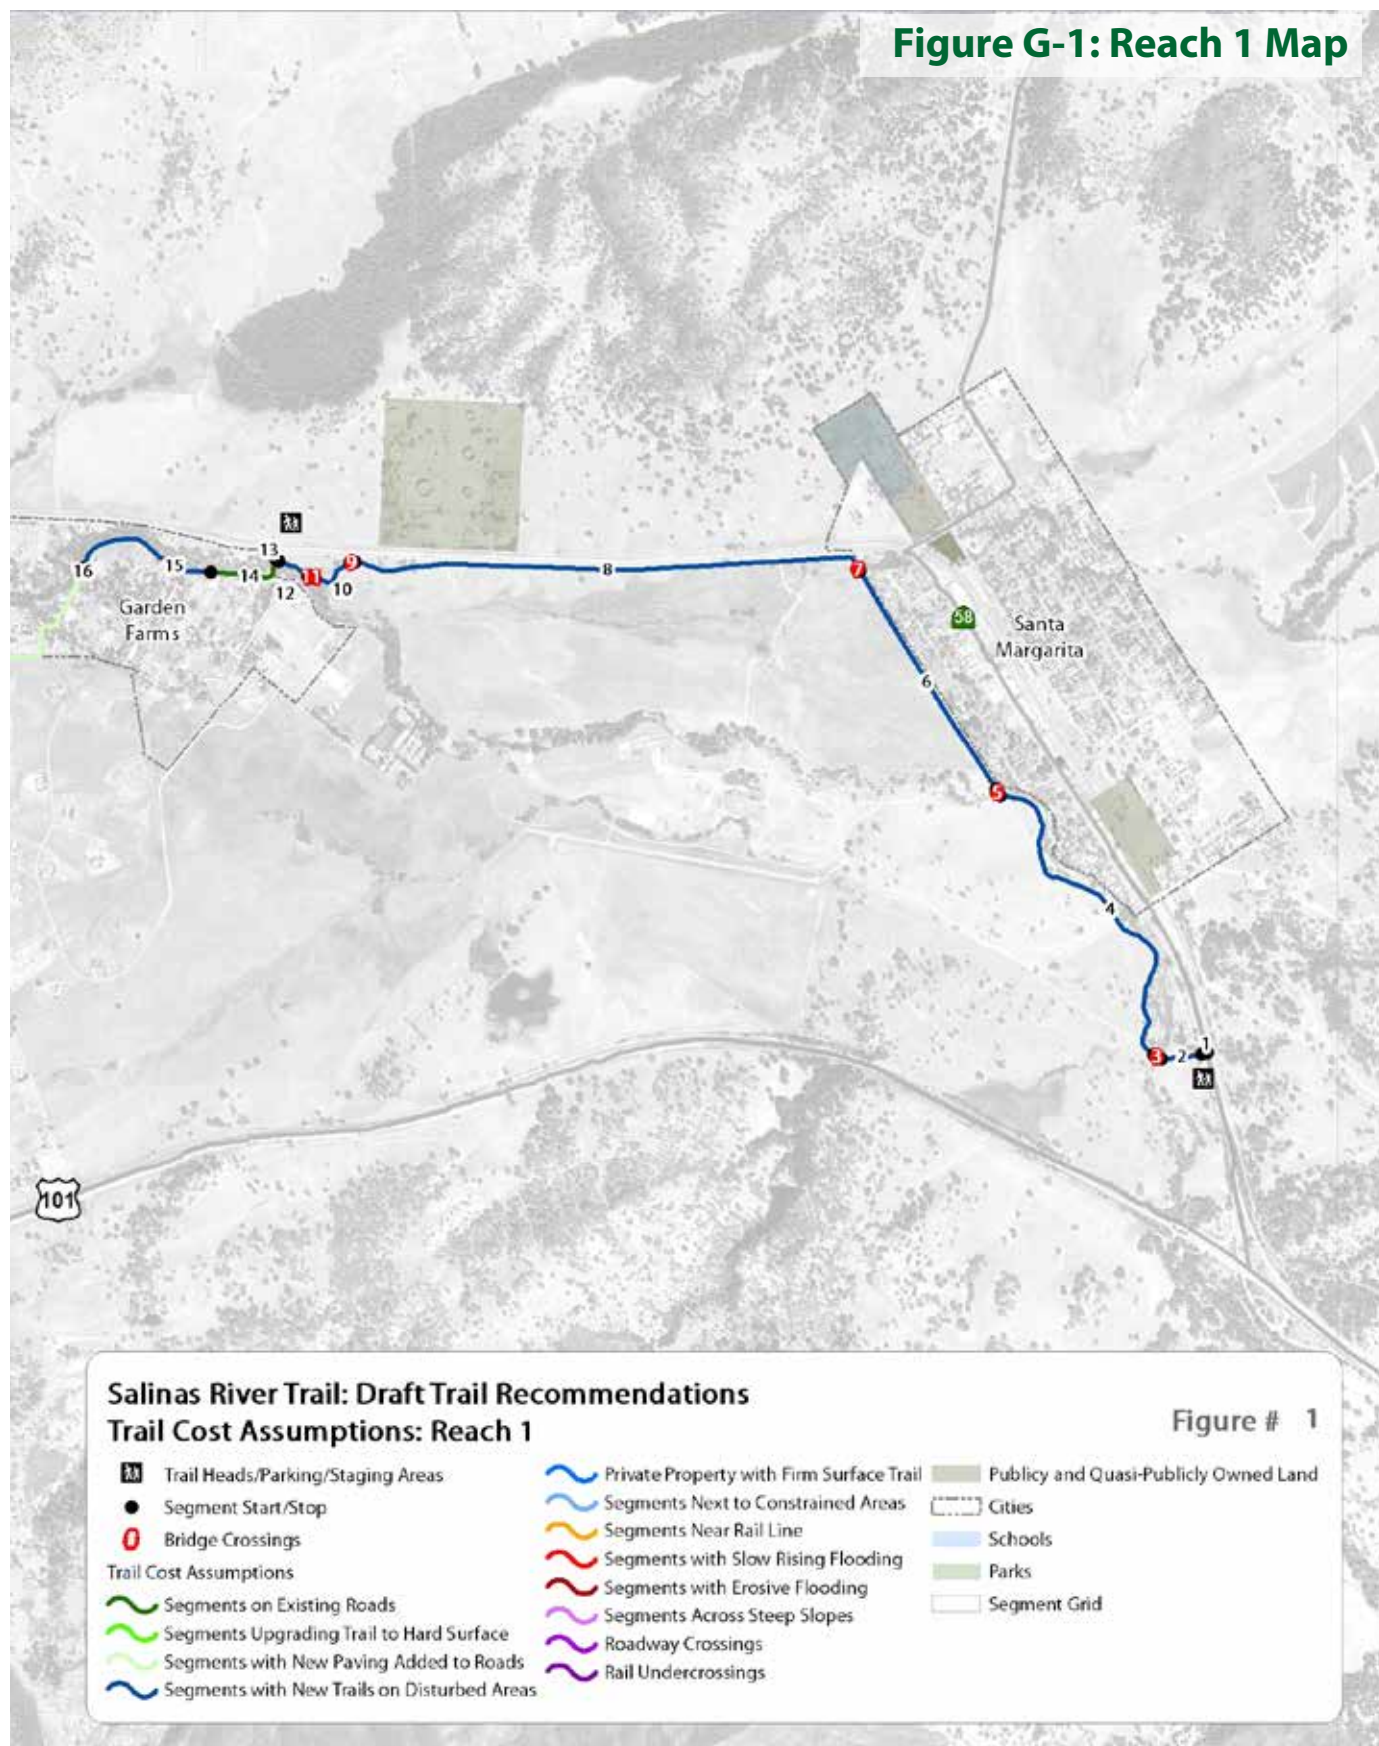 Figure G-1: Reach 1 Map
13
9
16
15
14
11
12
10
8
7
Garden
Farms
58
Santa
Margarita
6
5
4
1
3
2
101
Salinas River Trail: Draft Trail Recommendations
Trail Cost Assumptions: Reach 1
Figure # 1
Trail Heads/Parking/Staging Areas
Segment Start/Stop
0 Bridge Crossings
Trail Cost Assumptions
Segments on Existing Roads
Segments Upgrading Trail to Hard Surface
Segments with New Paving Added to Roads
Segments with New Trails on Disturbed Areas
Private Property with Firm Surface Trail
Segments Next to Constrained Areas
Segments Near Rail Line
Segments with Slow Rising Flooding
Segments with Erosive Flooding
Segments Across Steep Slopes
Roadway Crossings
Rail Undercrossings
Publicy and Quasi-Publicly Owned Land
Cities
Schools
Parks
Segment Grid